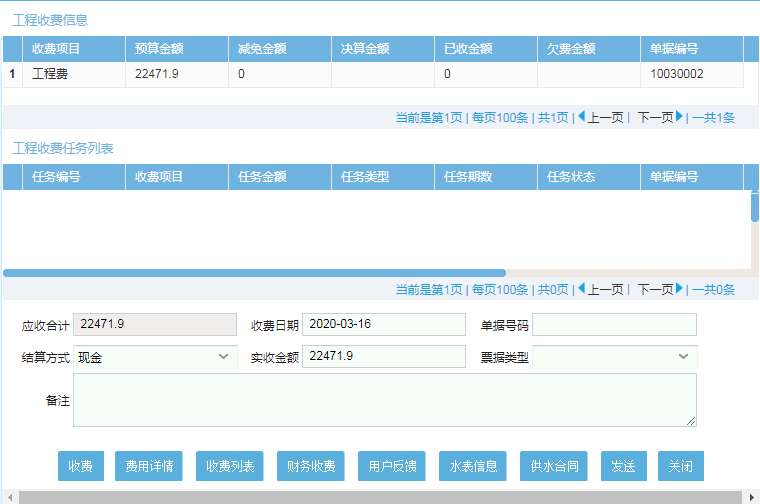 工程收费信息
收费项目 预算金额 减免金额 决算金额 已收金额 欠费金额 单据编号
1 工程费 22471.9 0 0 10030002
当前是第1页 | 每页100条 | 共1页 | 上一页 | 下一页 | 一共1条
工程收费任务列表
任务编号 收费项目 任务金额 任务类型 任务期数 任务状态 单据编号
当前是第1页 | 每页100条 | 共0页 | 上一页 | 下一页 | 一共0条
应收合计 22471.9 收费日期 2020-03-16 单据号码
结算方式 现金 实收金额 22471.9 票据类型
备注
收费 费用详情 收费列表 财务收费 用户反馈 水表信息 供水合同 发送 关闭